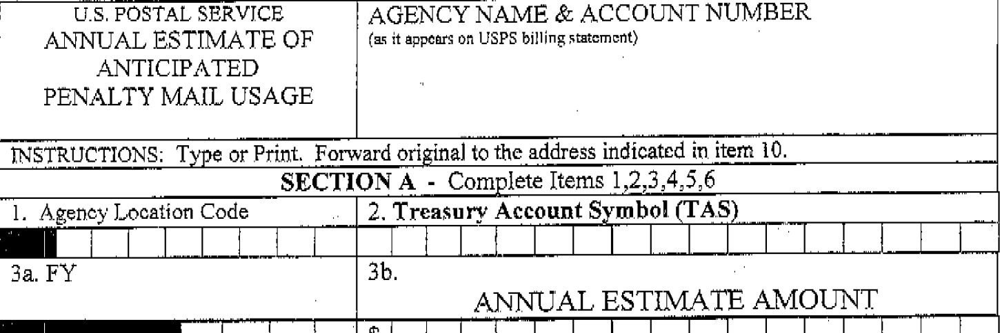 U.S. POSTAL SERVICE
ANNUAL ESTIMATE OF
ANTICIPATED
PENALTY MAIL USAGE
AGENCY NAME & ACCOUNT NUMBER
(as it appears on USPS billing statement)
INSTRUCTIONS: Type or Print. Forward original to the address indicated in item 10.
SECTION A - Complete Items 1,2,3,4,5,6
1. Agency Location Code
2. Treasury Account Symbol (TAS)
3a. FY
3b.
ANNUAL ESTIMATE AMOUNT
$